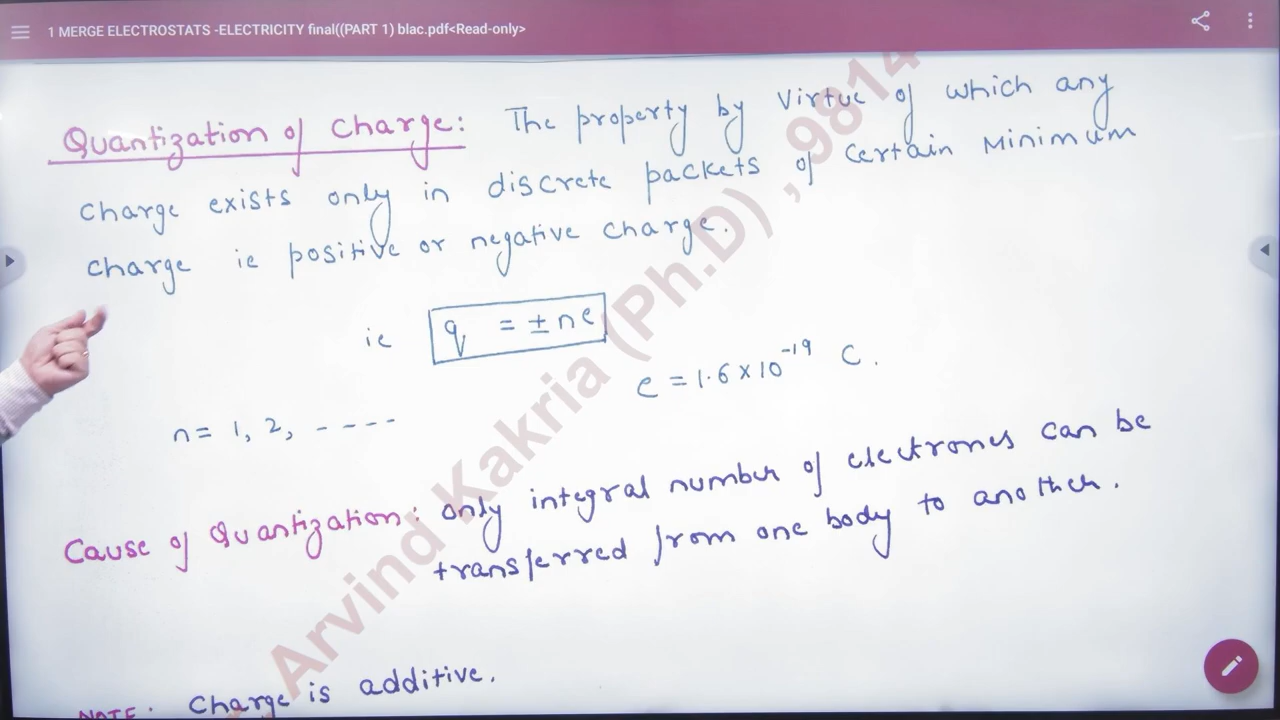 1 MERGE ELECTROSTATS -ELECTRICITY final((PART 1) blac.pdf<Read-only>
Quantization of Charge: The property by Virtue of which any
charge exists only in discrete packets of certain Minimum
charge ie positive or negative charge.
ie q = ±ne
e = 1.6 × 10⁻¹⁹ C.
n = 1, 2, ----
Cause of Quantization: only integral number of electrones can be
transferred from one body to another.
NOTE: Charge is additive.
Arvind Kakria (Ph.D) , 9814